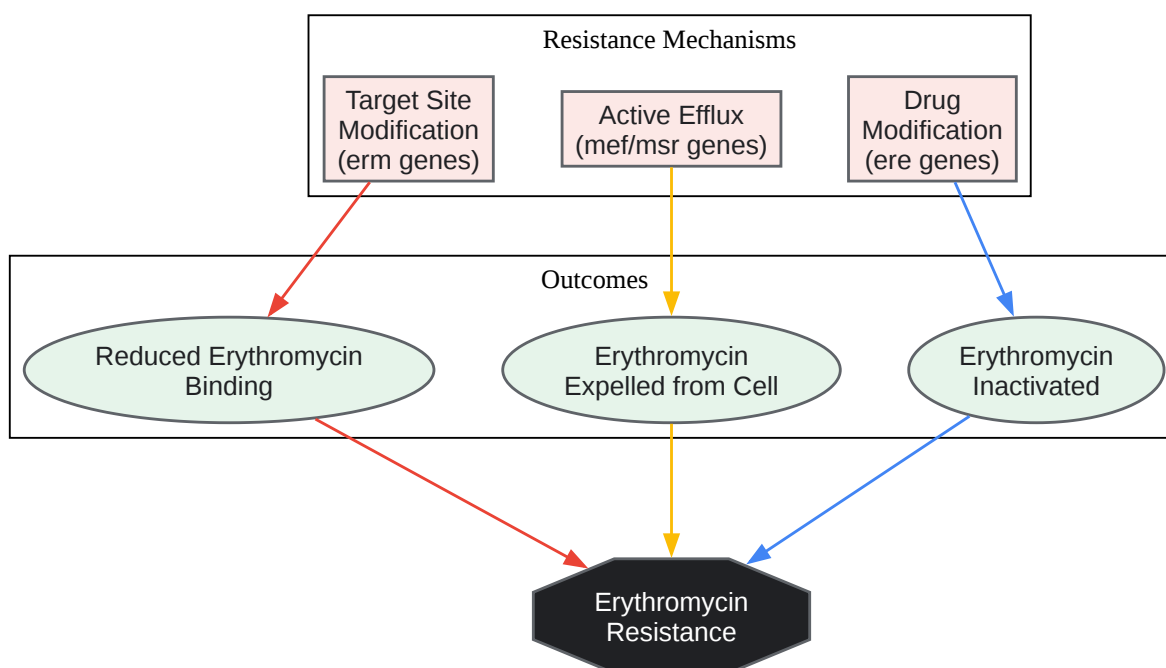 Resistance Mechanisms
Target Site
Modification
(erm genes)
Active Efflux
(mef/msr genes)
Drug
Modification
(ere genes)
Outcomes
Reduced Erythromycin
Binding
Erythromycin
Expelled from Cell
Erythromycin
Inactivated
Erythromycin
Resistance